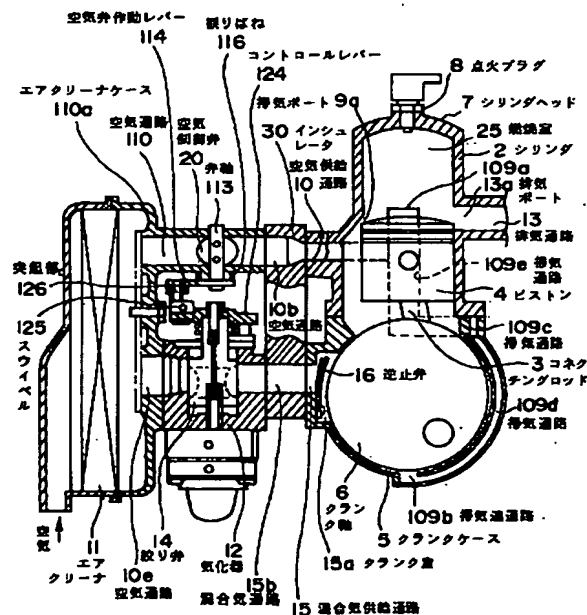 空気弁作動レバー
114
捩りばね
116
コントロールレバー
124
8 点火プラグ
エアクリーナケース
110a
空気通路
110
空気
制御弁
20
弁軸
113
掃気ポート 9a
30 インシュ
レータ
空気供給
10 通路
7 シリンダヘッド
25 燃焼室
2 シリンダ
109a
13a 排気
ポート
13
排気通路
109e 掃気
通路
4 ピストン
109c
掃気通路
3 コネク
チングロッド
109d
掃気通路
126
125
スウイベル
10b
空気通路
16 逆止弁
6
クランク
軸
109b 掃気通路
5 クランクケース
15a クランク室
空気
11
エア
クリーナ
10e
空気通路
14
絞り弁
12
気化器
15b
混合気通路
15 混合気供給通路